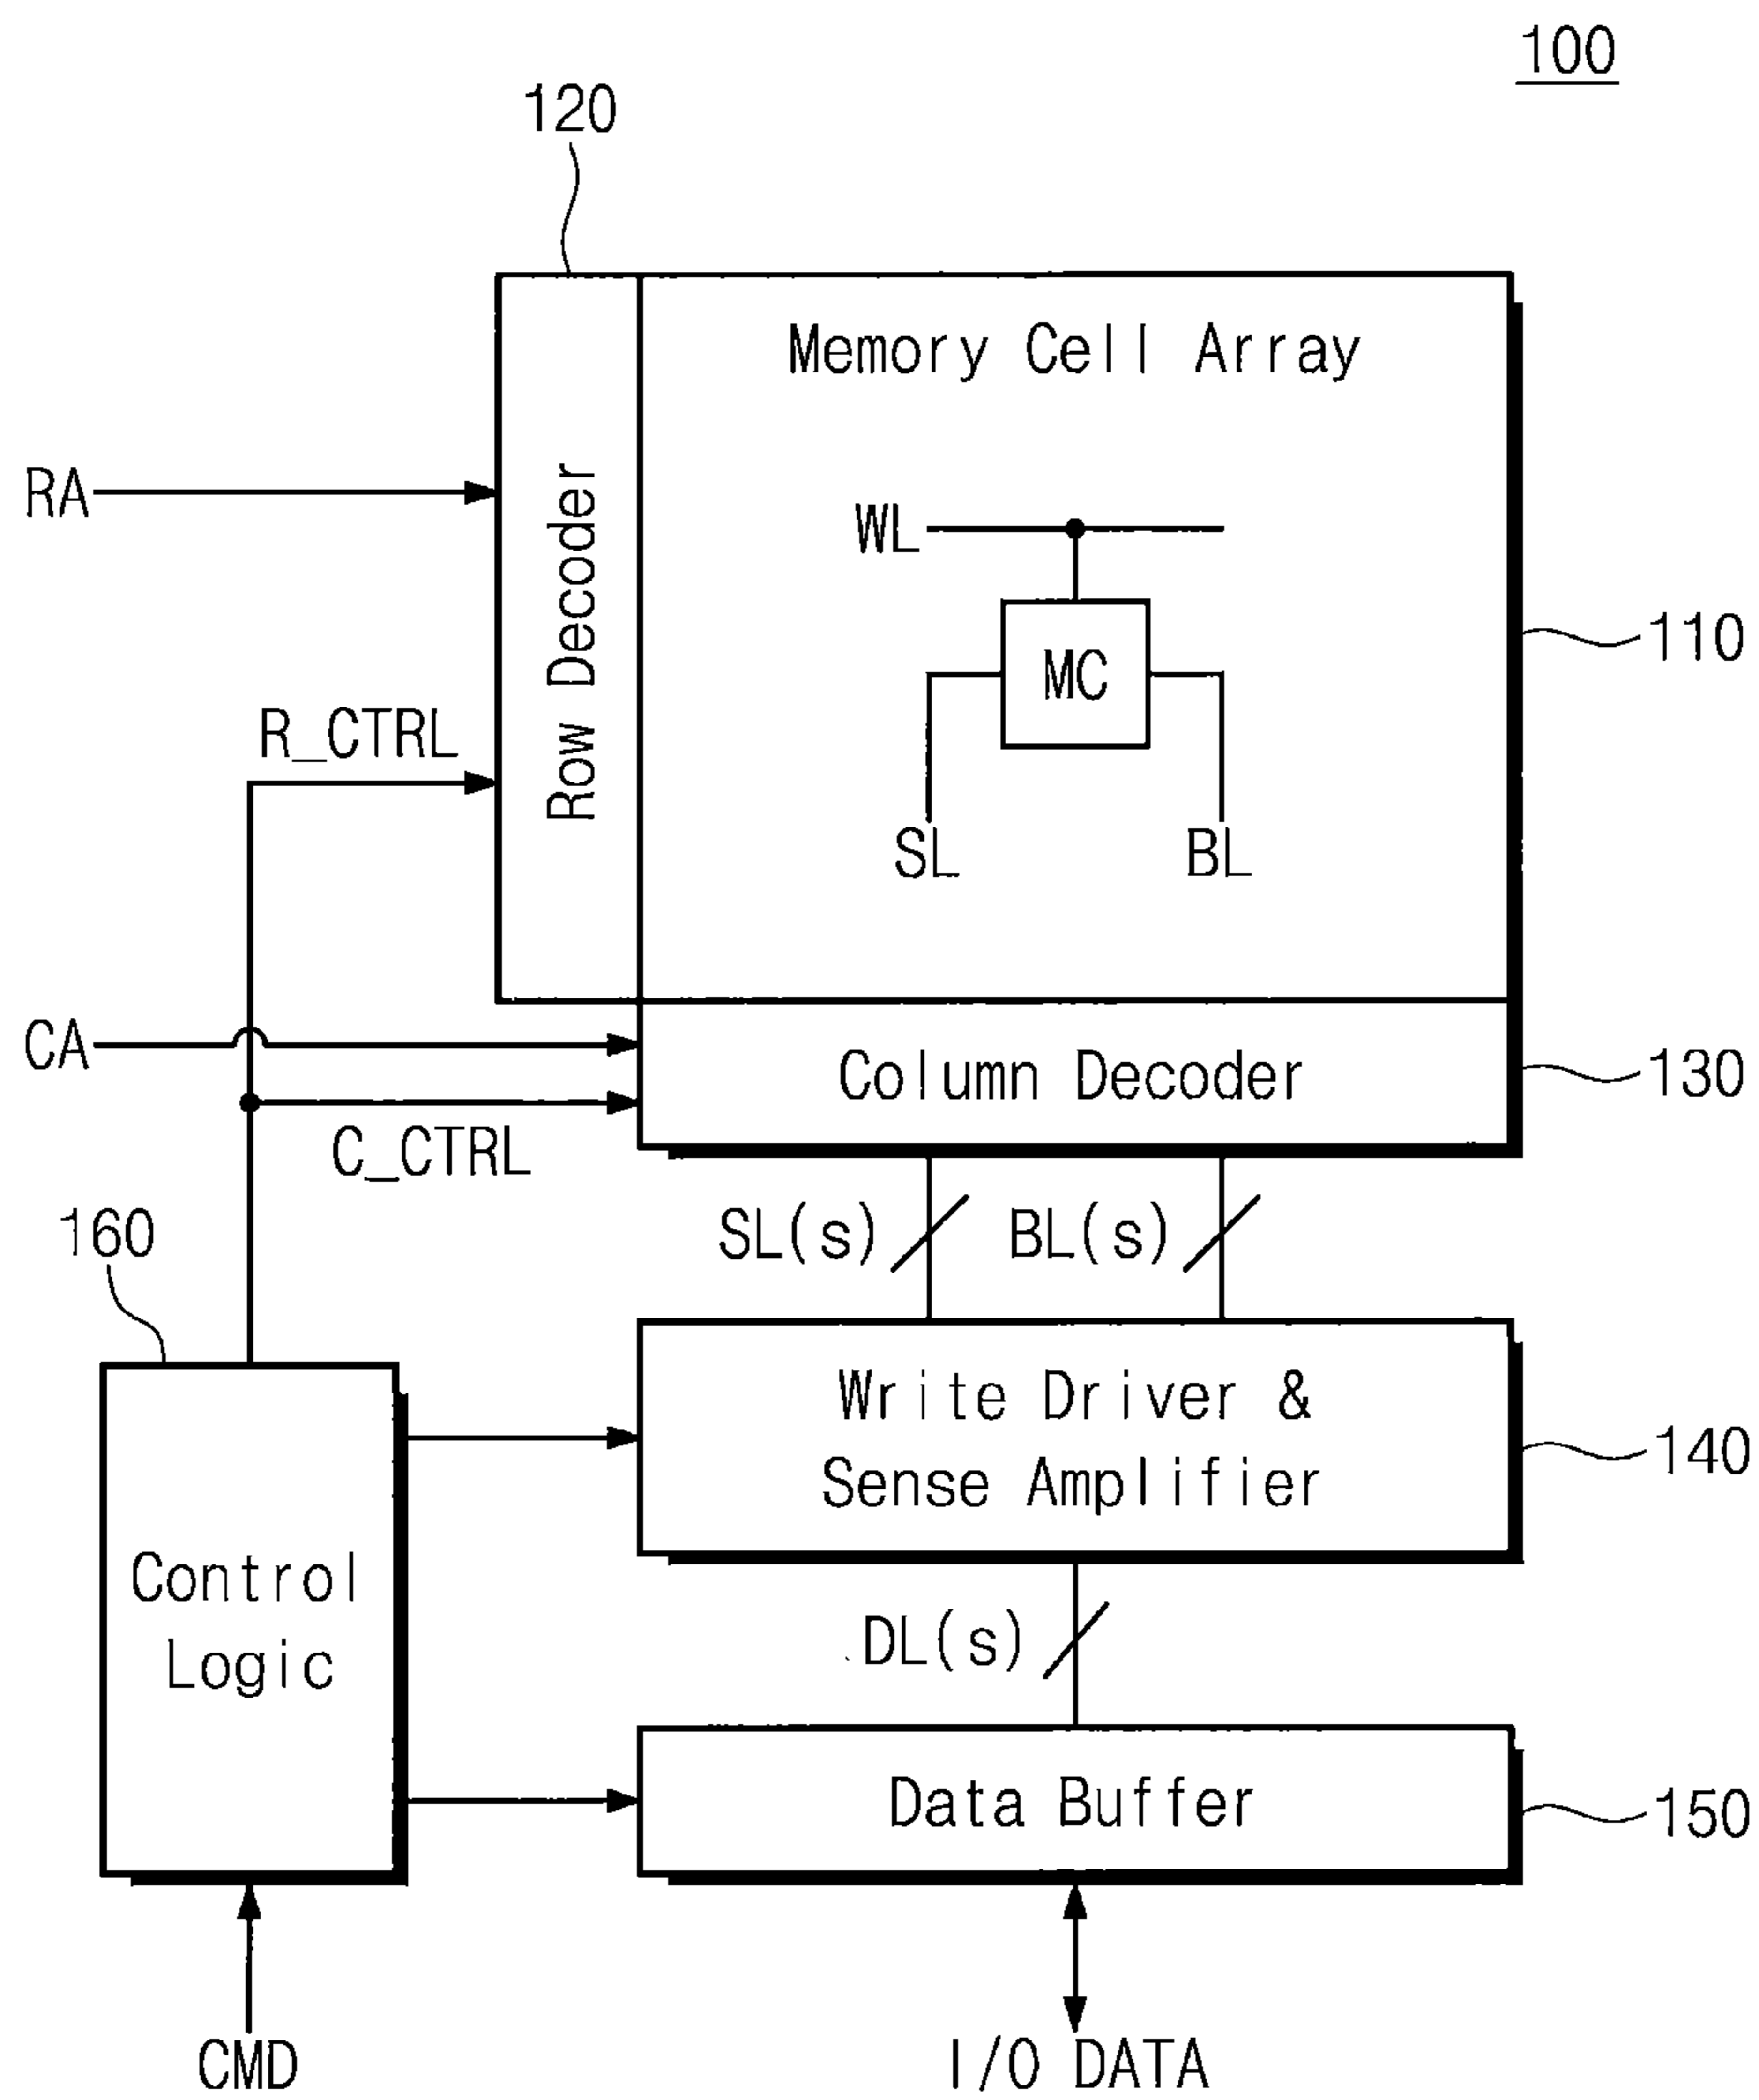 100
120
Memory Cell Array
RA
Row Decoder
WL
MC
110
R_CTRL
SL
BL
CA
Column Decoder
130
C_CTRL
160
SL(s)
BL(s)
Write Driver &
Sense Amplifier
140
Control
Logic
DL(s)
Data Buffer
150
CMD
I/O DATA